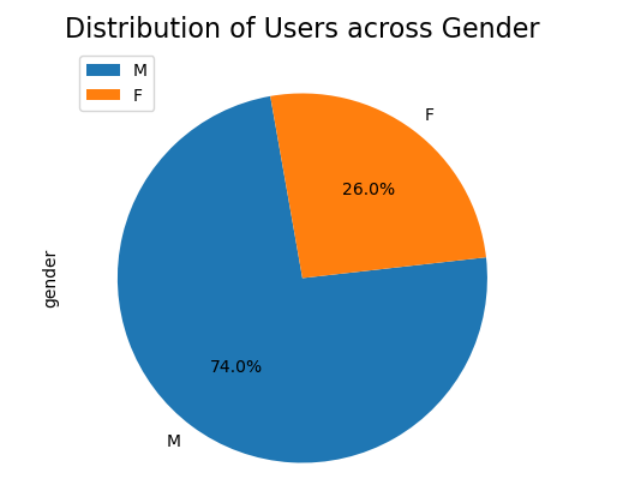 Distribution of Users across Gender
M
F
F
26.0%
gender
74.0%
M